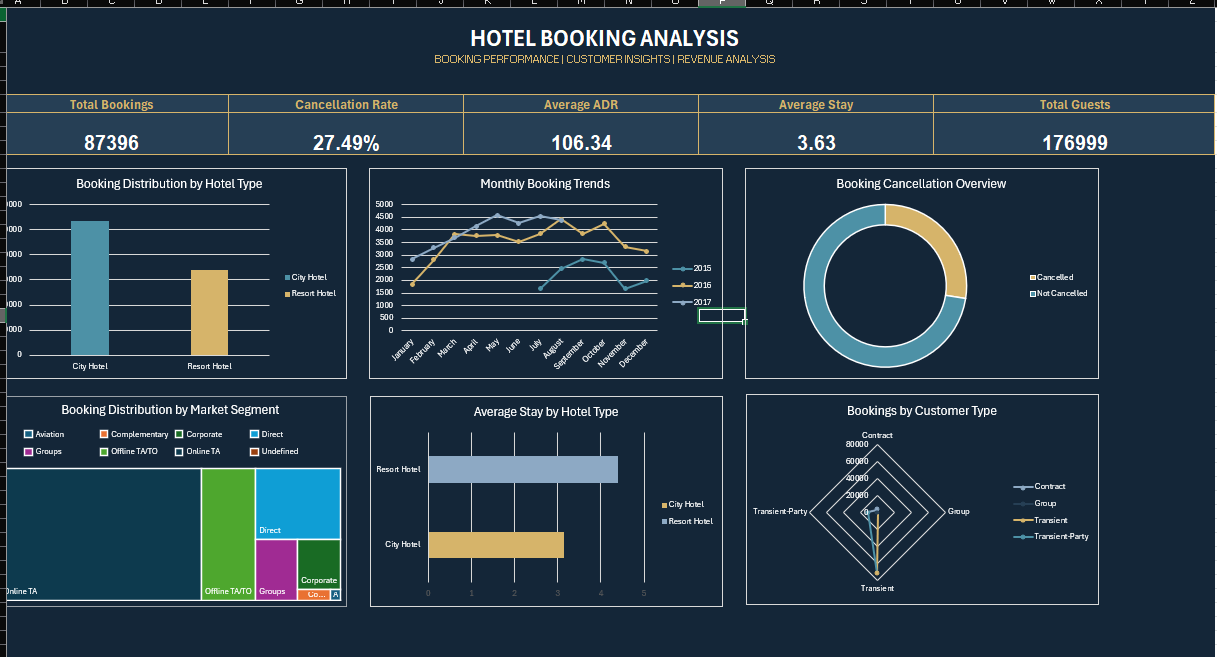 HOTEL BOOKING ANALYSIS
BOOKING PERFORMANCE | CUSTOMER INSIGHTS | REVENUE ANALYSIS
Total Bookings
Cancellation Rate
Average ADR
Average Stay
Total Guests
87396
27.49%
106.34
3.63
176999
Booking Distribution by Hotel Type
0
City Hotel
Resort Hotel
City Hotel
Resort Hotel
Monthly Booking Trends
5000
4500
4000
3500
3000
2500
2000
1500
1000
500
0
January
February
March
April
May
June
July
August
September
October
November
December
2015
2016
2017
Booking Cancellation Overview
Cancelled
Not Cancelled
Booking Distribution by Market Segment
Aviation
Complementary
Corporate
Direct
Groups
Offline TA/TO
Online TA
Undefined
Online TA
Offline TA/TO
Direct
Groups
Corporate
Co...
A
Average Stay by Hotel Type
Resort Hotel
City Hotel
0
1
2
3
4
5
City Hotel
Resort Hotel
Bookings by Customer Type
Contract
80000
60000
40000
20000
0
Transient-Party
Group
Transient
Contract
Group
Transient
Transient-Party